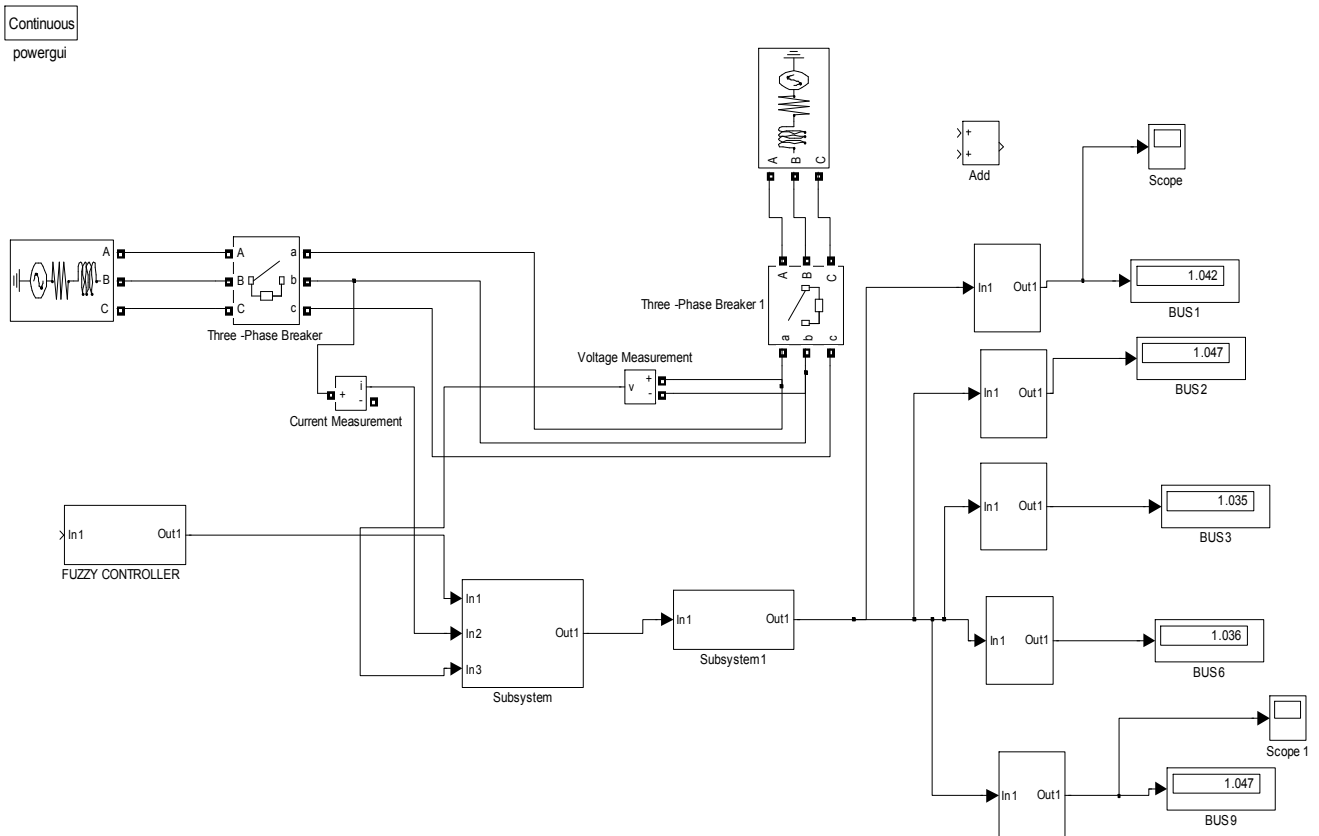 Continuous
powergui
A
B
C
A
B
C
a
b
c
Three -Phase Breaker
+
i
-
Current Measurement
A
B
C
A
B
C
a
b
c
Three -Phase Breaker 1
Voltage Measurement
v
+
-
+
+
Add
Scope
In1
Out1
1.042
BUS1
In1
Out1
1.047
BUS2
In1
Out1
1.035
BUS3
In1
Out1
1.036
BUS6
Scope 1
In1
Out1
1.047
BUS9
In1
Out1
FUZZY CONTROLLER
In1
In2
In3
Out1
Subsystem
In1
Out1
Subsystem1